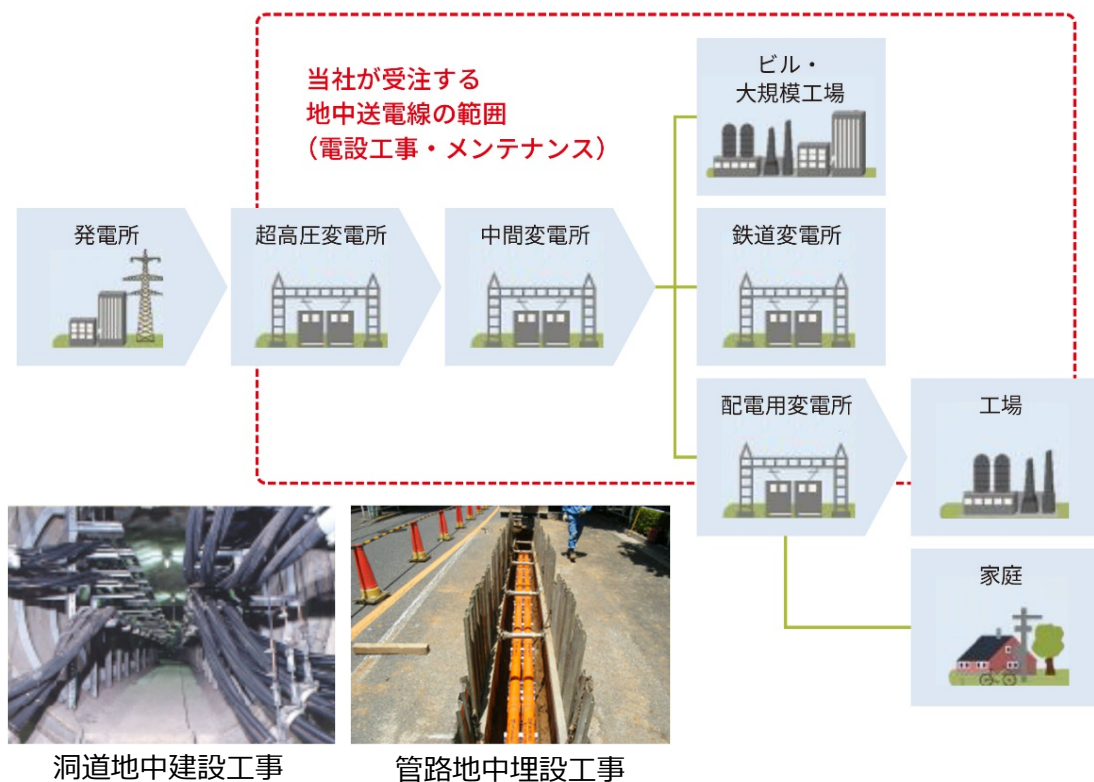 当社が受注する
地中送電線の範囲
（電設工事・メンテナンス）
ビル・
大規模工場
発電所
超高圧変電所
中間変電所
鉄道変電所
配電用変電所
工場
家庭
洞道地中建設工事
管路地中埋設工事